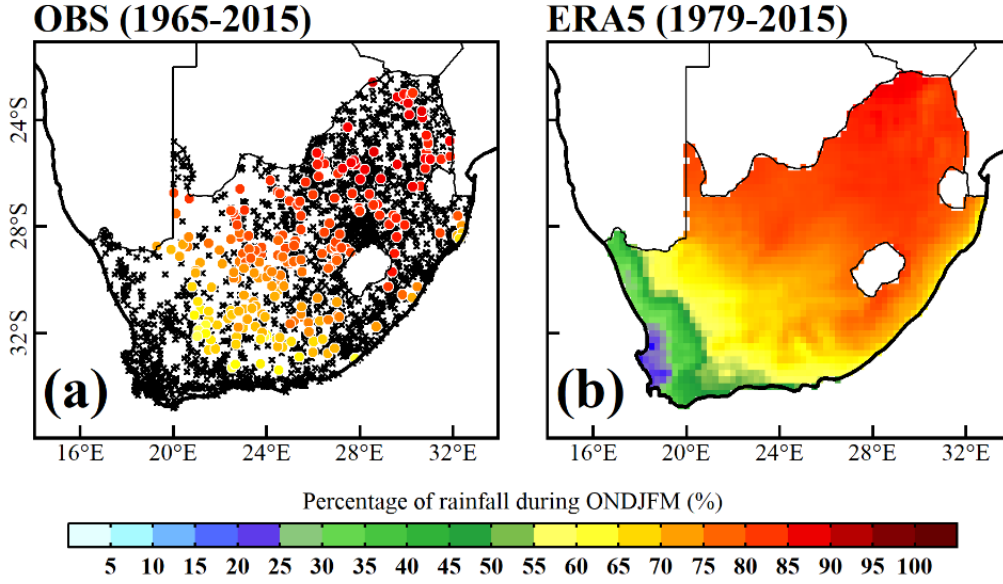 OBS (1965-2015)
ERA5 (1979-2015)
24°S
28°S
32°S
(a)
(b)
16°E 20°E 24°E 28°E 32°E
16°E 20°E 24°E 28°E 32°E
Percentage of rainfall during ONDJFM (%)
5 10 15 20 25 30 35 40 45 50 55 60 65 70 75 80 85 90 95 100